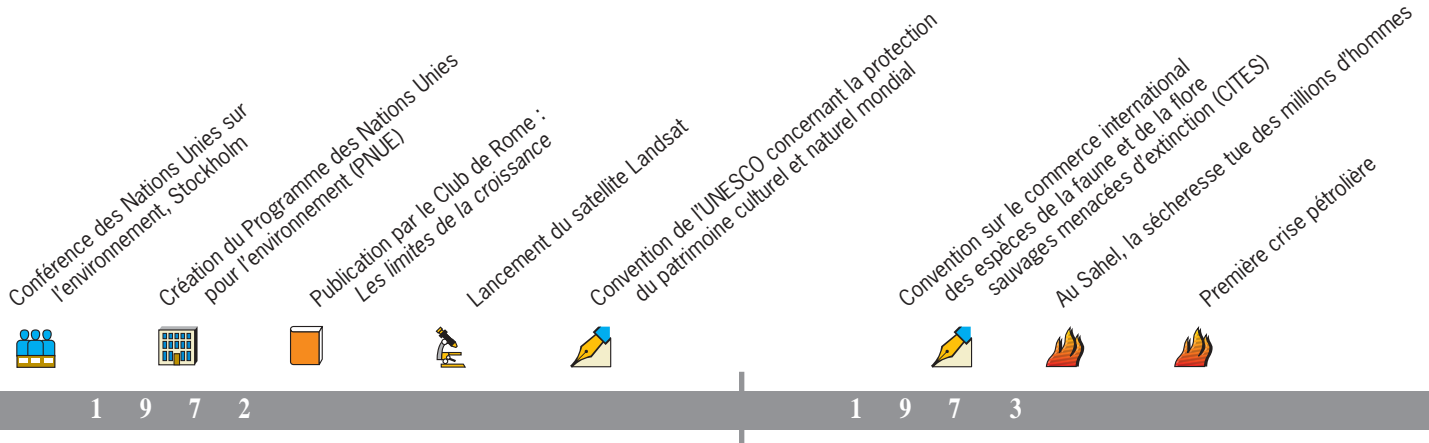 Conférence des Nations Unies sur
l'environnement, Stockholm
Création du Programme des Nations Unies
pour l'environnement (PNUE)
Publication par le Club de Rome :
Les limites de la croissance
Lancement du satellite Landsat
Convention de l'UNESCO concernant la protection
du patrimoine culturel et naturel mondial
Convention sur le commerce international
des espèces de la faune et de la flore
sauvages menacées d'extinction (CITES)
Au Sahel, la sécheresse tue des millions d'hommes
Première crise pétrolière
1 9 7 2
1 9 7 3